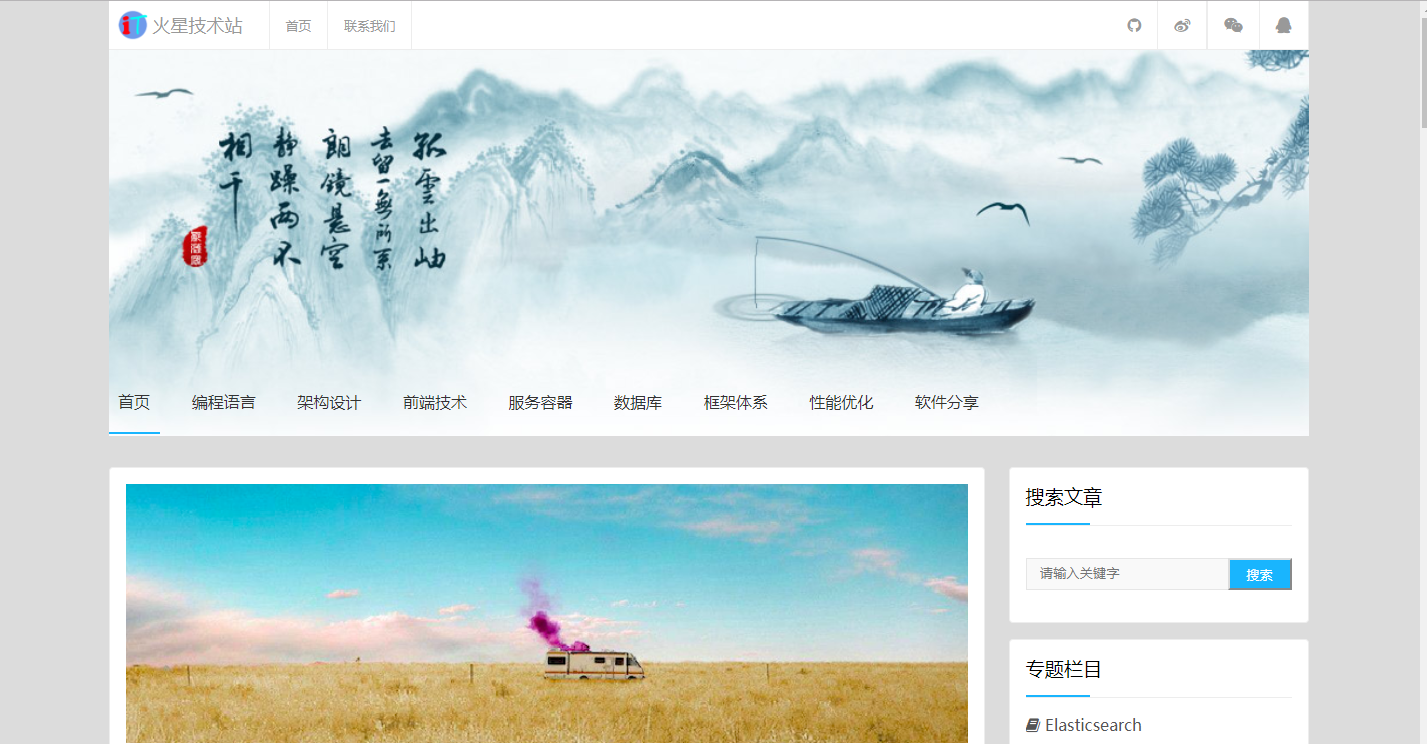 iT 火星技术站 首页 联系我们
孤雲出岫
去留一無所系
朗镜悬空
静躁两不
相干
首页 编程语言 架构设计 前端技术 服务容器 数据库 框架体系 性能优化 软件分享
搜索文章
请输入关键字 搜索
专题栏目
Elasticsearch